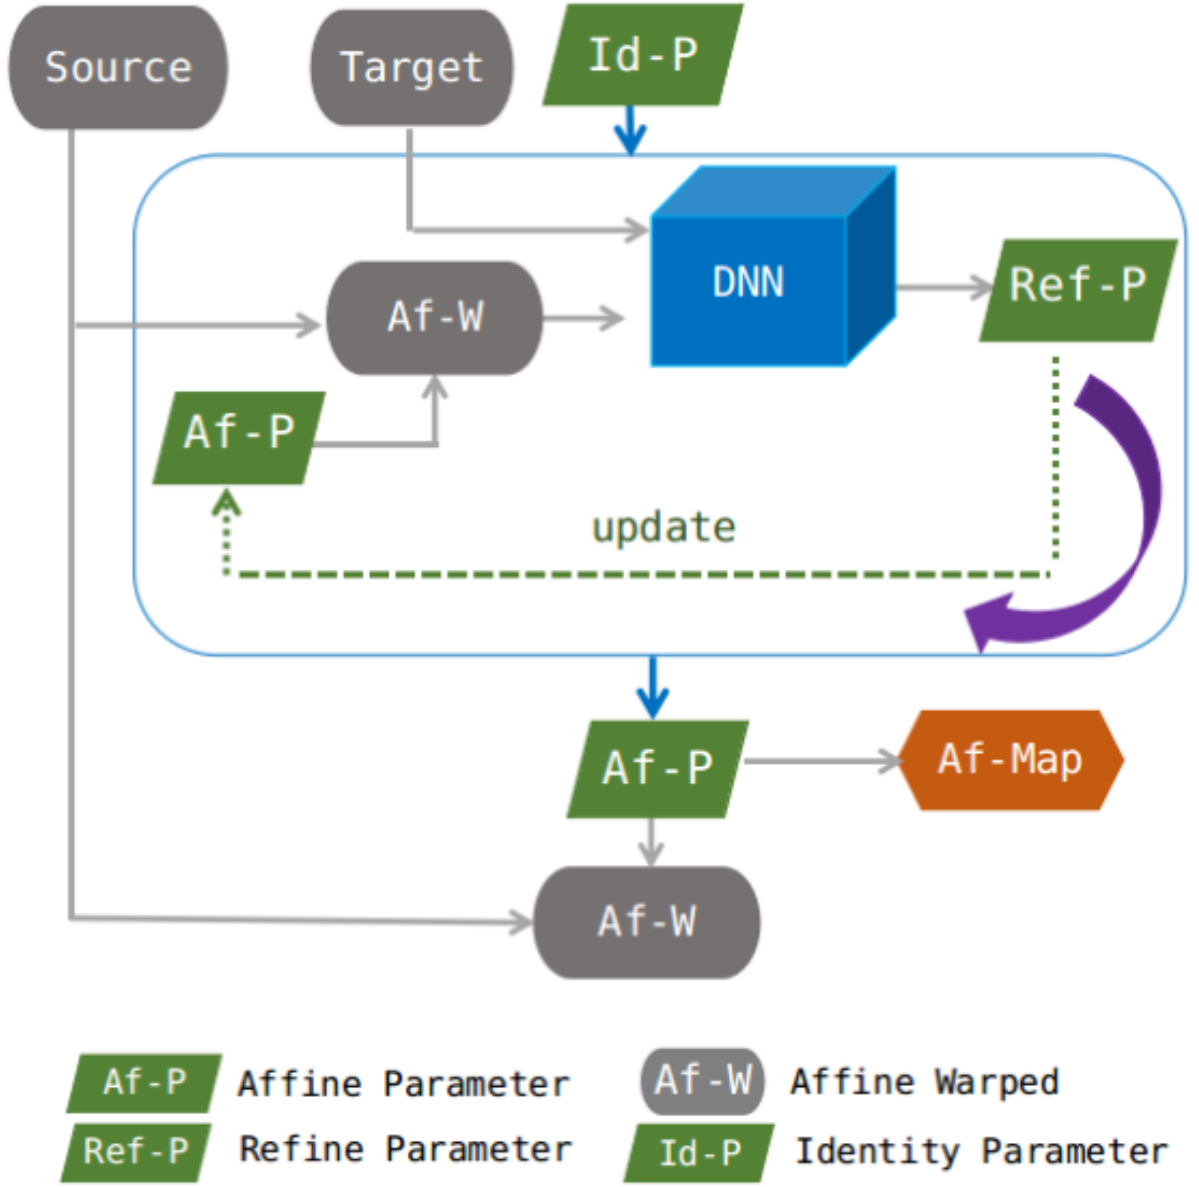 Source
Target
Id-P
DNN
Ref-P
Af-W
Af-P
update
Af-P
Af-Map
Af-W
Af-P Affine Parameter
Af-W Affine Warped
Ref-P Refine Parameter
Id-P Identity Parameter